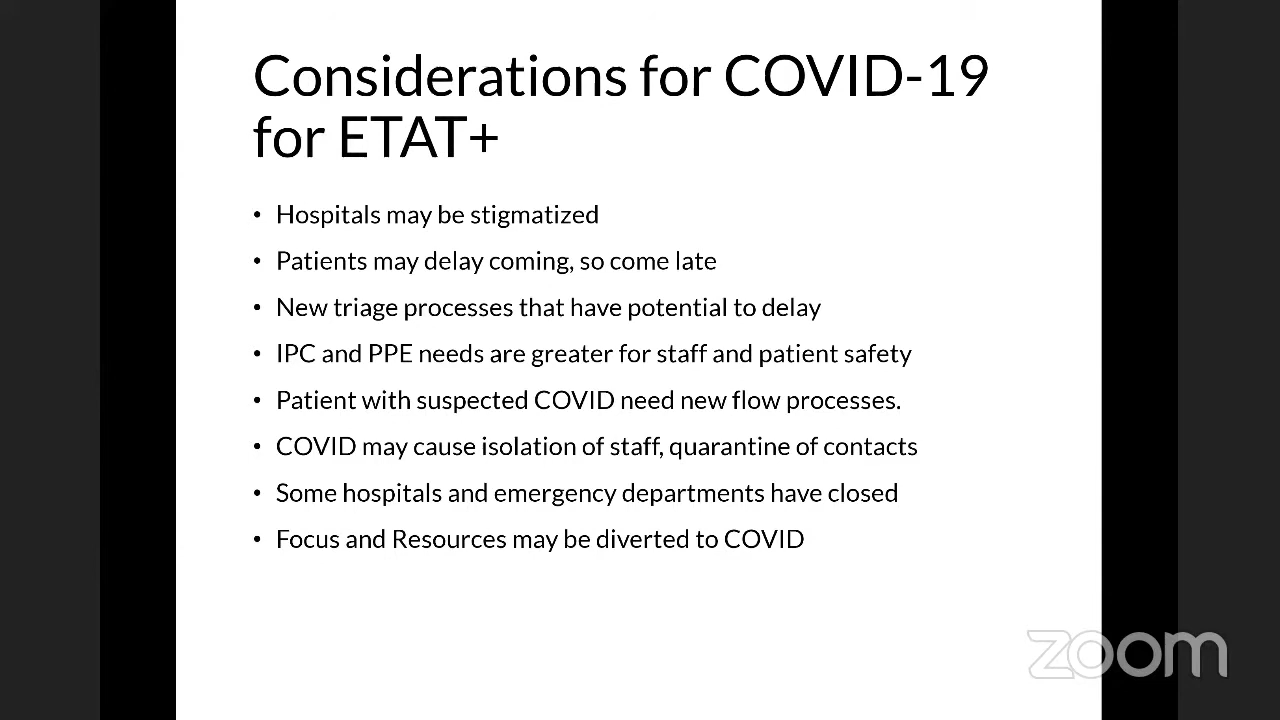 Considerations for COVID-19
for ETAT+
• Hospitals may be stigmatized
• Patients may delay coming, so come late
• New triage processes that have potential to delay
• IPC and PPE needs are greater for staff and patient safety
• Patient with suspected COVID need new flow processes.
• COVID may cause isolation of staff, quarantine of contacts
• Some hospitals and emergency departments have closed
• Focus and Resources may be diverted to COVID
zoom